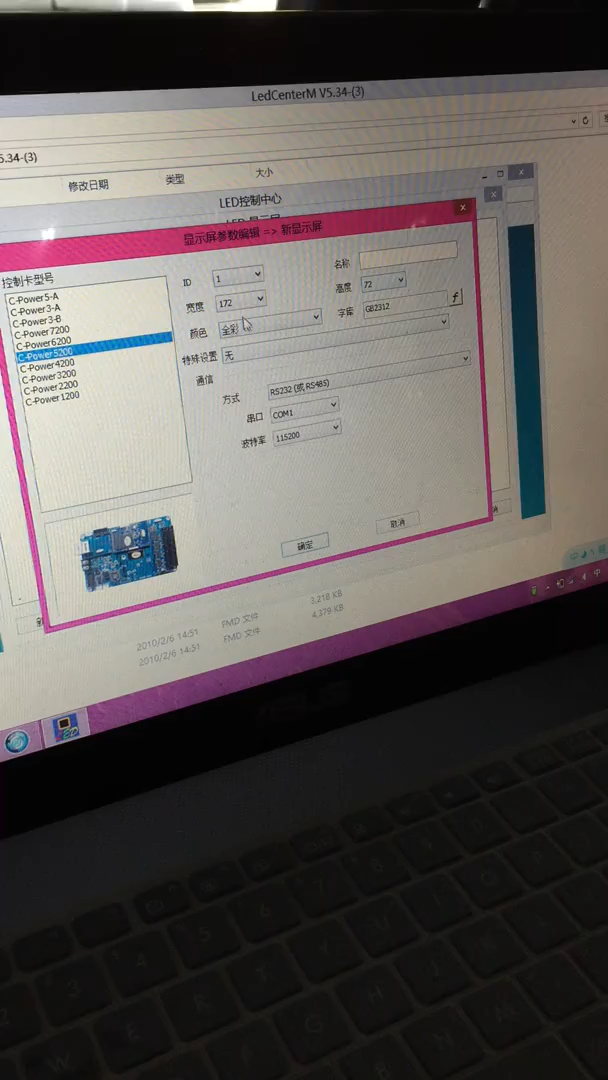 LedCenterM V5.34-(3)
5.34-(3)
修改日期 类型 大小
LED控制中心
显示屏参数编辑 => 新显示屏
控制卡型号
C-Power5-A
C-Power3-A
C-Power3-B
C-Power7200
C-Power6200
C-Power5200
C-Power4200
C-Power3200
C-Power2200
C-Power1200
ID 1 名称
宽度 172 高度 72
颜色 全彩 字库 GB2312 f
特殊设置 无
通信
方式 RS232 (或 RS485)
串口 COM1
波特率 115200
确定 取消
2010/2/6 14:31 FMD 文件 3,218 KB
2010/2/6 14:31 FMD 文件 4,379 KB